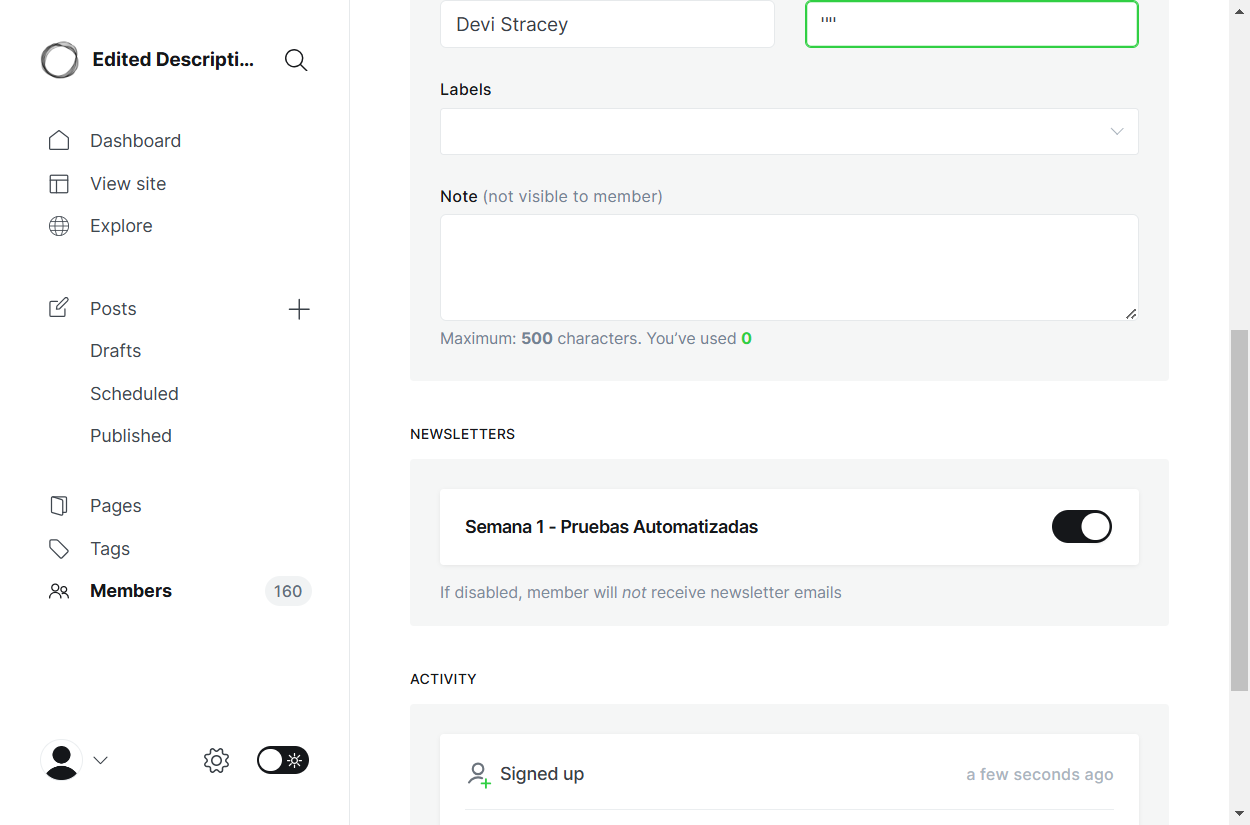 Edited Descripti...
Dashboard
View site
Explore
Posts
Drafts
Scheduled
Published
Pages
Tags
Members 160
Devi Stracey
""
Labels
Note (not visible to member)
Maximum: 500 characters. You’ve used 0
NEWSLETTERS
Semana 1 - Pruebas Automatizadas
If disabled, member will not receive newsletter emails
ACTIVITY
Signed up a few seconds ago